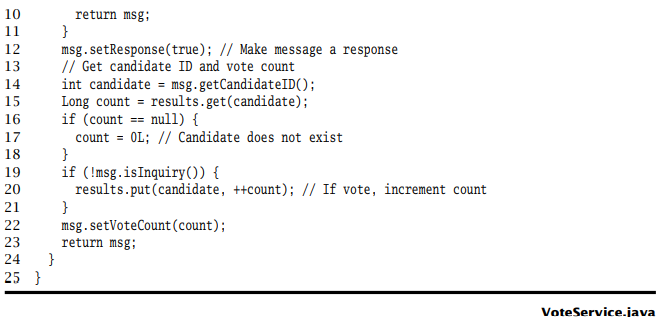 10 return msg;
11 }
12 msg.setResponse(true); // Make message a response
13 // Get candidate ID and vote count
14 int candidate = msg.getCandidateID();
15 Long count = results.get(candidate);
16 if (count == null) {
17 count = 0L; // Candidate does not exist
18 }
19 if (!msg.isInquiry()) {
20 results.put(candidate, ++count); // If vote, increment count
21 }
22 msg.setVoteCount(count);
23 return msg;
24 }
25 }
VoteService.java